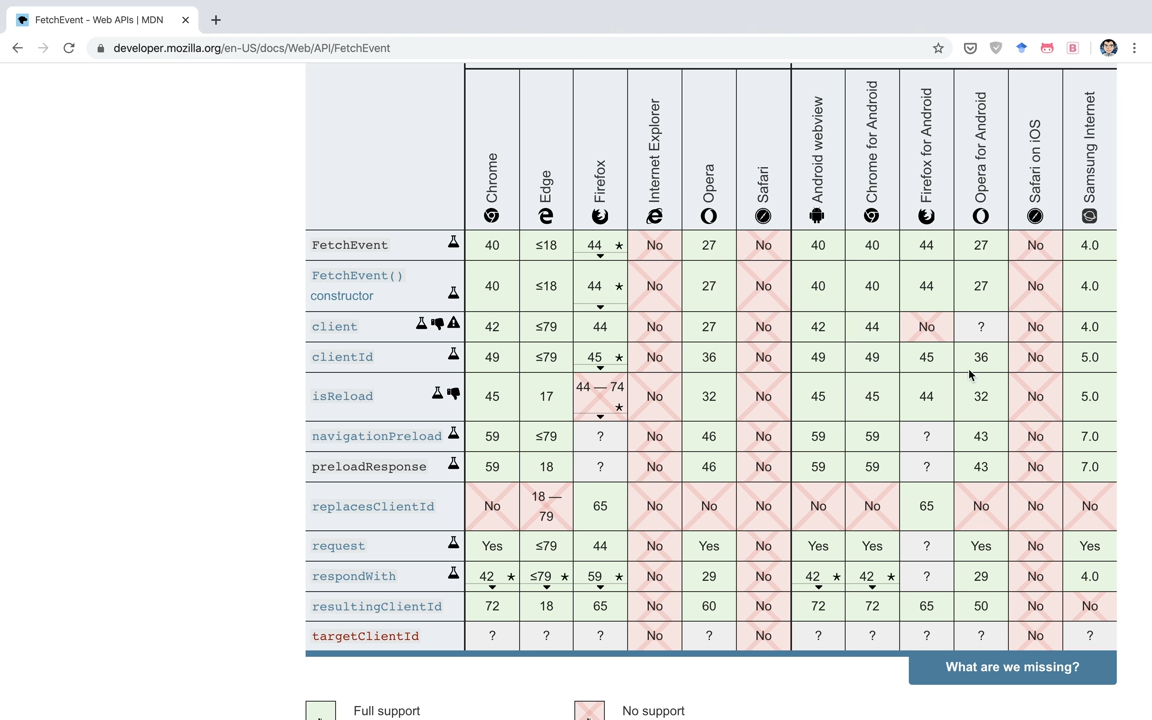 FetchEvent - Web APIs | MDN
developer.mozilla.org/en-US/docs/Web/API/FetchEvent
Chrome Edge Firefox Internet Explorer Opera Safari Android webview Chrome for Android Firefox for Android Opera for Android Safari on iOS Samsung Internet
FetchEvent 40 ≤18 44 * No 27 No 40 40 44 27 No 4.0
FetchEvent()
constructor 40 ≤18 44 * No 27 No 40 40 44 27 No 4.0
client 42 ≤79 44 No 27 No 42 44 No ? No 4.0
clientId 49 ≤79 45 * No 36 No 49 49 45 36 No 5.0
isReload 45 17 44 — 74 * No 32 No 45 45 44 32 No 5.0
navigationPreload 59 ≤79 ? No 46 No 59 59 ? 43 No 7.0
preloadResponse 59 18 ? No 46 No 59 59 ? 43 No 7.0
replacesClientId No 18 — 79 65 No No No No No 65 No No No
request Yes ≤79 44 No Yes No Yes Yes ? Yes No Yes
respondWith 42 * ≤79 * 59 * No 29 No 42 * 42 * ? 29 No 4.0
resultingClientId 72 18 65 No 60 No 72 72 65 50 No No
targetClientId ? ? ? No ? No ? ? ? ? No ?
What are we missing?
Full support No support